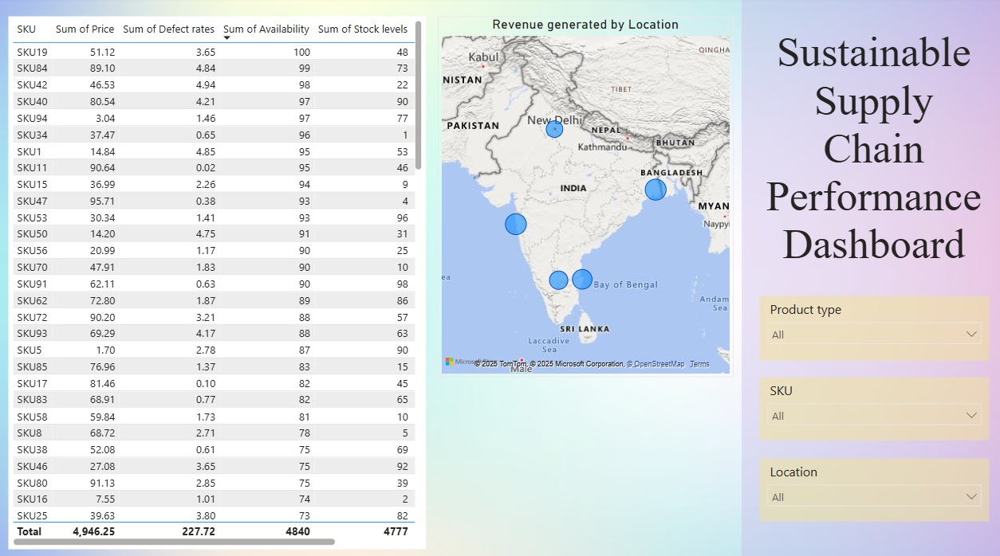 SKU Sum of Price Sum of Defect rates Sum of Availability Sum of Stock levels
SKU19 51.12 3.65 100 48
SKU84 89.10 4.84 99 73
SKU42 46.53 4.94 98 22
SKU40 80.54 4.21 97 90
SKU94 3.04 1.46 97 77
SKU34 37.47 0.65 96 1
SKU1 14.84 4.85 95 53
SKU11 90.64 0.02 95 46
SKU15 36.99 2.26 94 9
SKU47 95.71 0.38 93 4
SKU53 30.34 1.41 93 96
SKU50 14.20 4.75 91 31
SKU56 20.99 1.17 90 25
SKU70 47.91 1.83 90 10
SKU91 62.11 0.63 90 98
SKU62 72.80 1.87 89 86
SKU72 90.20 3.21 88 57
SKU93 69.29 4.17 88 63
SKU5 1.70 2.78 87 90
SKU85 76.96 1.37 83 15
SKU17 81.46 0.10 82 45
SKU83 68.91 0.77 82 65
SKU58 59.84 1.73 81 10
SKU8 68.72 2.71 78 5
SKU38 52.08 0.61 75 69
SKU46 27.08 3.65 75 92
SKU80 91.13 2.85 75 39
SKU16 7.55 1.01 74 2
SKU25 39.63 3.80 73 82
Total 4,946.25 227.72 4840 4777
Revenue generated by Location
QINGHA
Kabul
NISTAN
TIBET
New Delhi
PAKISTAN
NEPAL
BHUTAN
Kathmandu
BANGLADESH
INDIA
MYAN
Naypyi
ea
Bay of Bengal
Andam
Sea
SRI LANKA
Laccadive
Sea
Male
© 2025 TomTom, © 2025 Microsoft Corporation, © OpenStreetMap Terms
Sustainable
Supply
Chain
Performance
Dashboard
Product type
All
SKU
All
Location
All